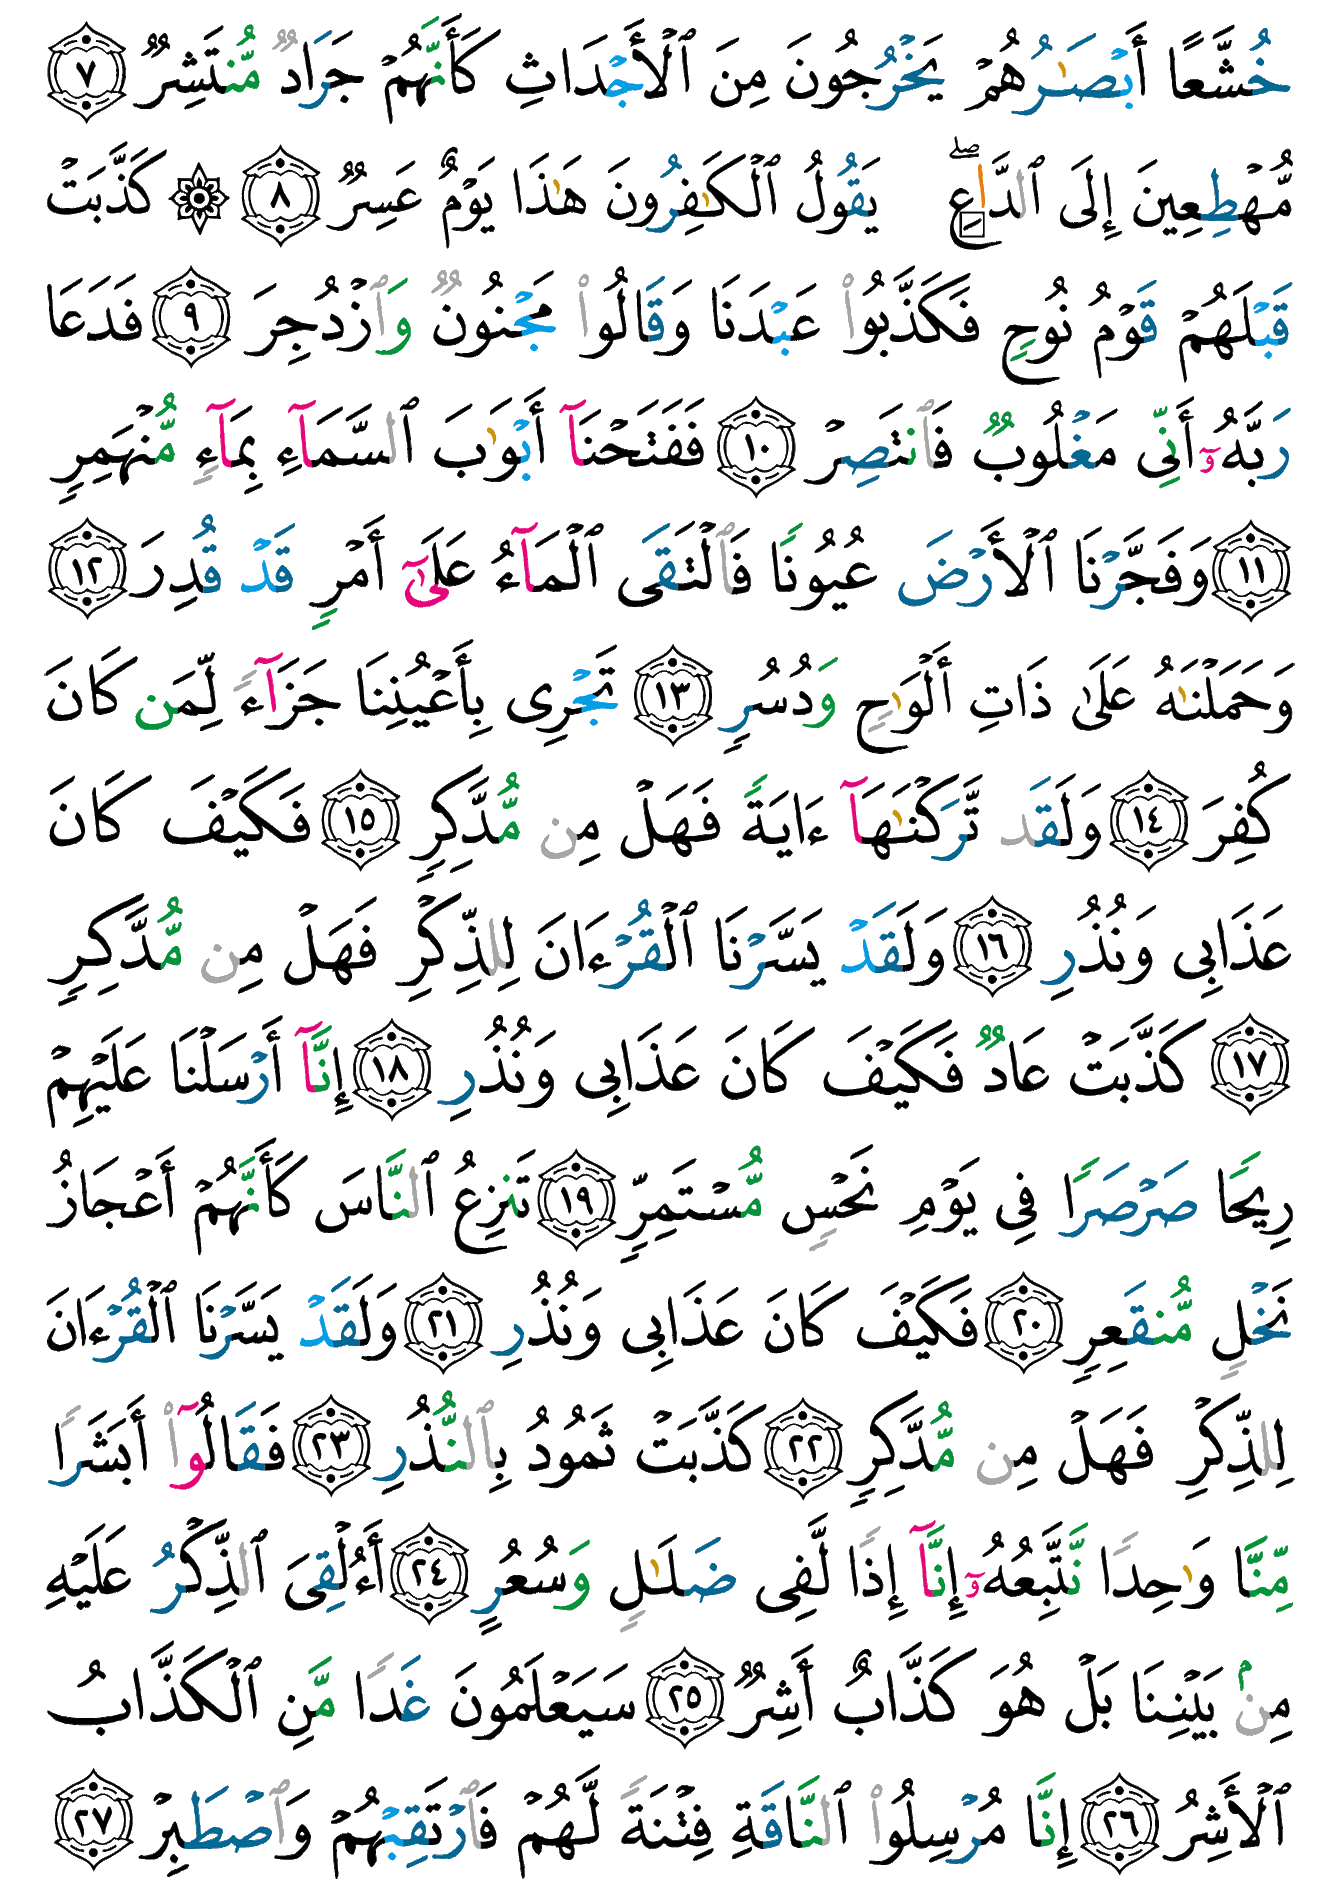 خُشَّعًا أَبْصَـٰرُهُمْ يَخْرُجُونَ مِنَ ٱلْأَجْدَاثِ كَأَنَّهُمْ جَرَادٌ مُّنتَشِرٌ ٧
مُّهْطِعِينَ إِلَى ٱلدَّاعِ ۖ يَقُولُ ٱلْكَـٰفِرُونَ هَـٰذَا يَوْمٌ عَسِرٌ ٨ ۞ كَذَّبَتْ
قَبْلَهُمْ قَوْمُ نُوحٍ فَكَذَّبُوا۟ عَبْدَنَا وَقَالُوا۟ مَجْنُونٌ وَٱزْدُجِرَ ٩ فَدَعَا
رَبَّهُۥٓ أَنِّى مَغْلُوبٌ فَٱنتَصِرْ ١٠ فَفَتَحْنَآ أَبْوَٰبَ ٱلسَّمَآءِ بِمَآءٍ مُّنْهَمِرٍ
١١ وَفَجَّرْنَا ٱلْأَرْضَ عُيُونًا فَٱلْتَقَى ٱلْمَآءُ عَلَىٰٓ أَمْرٍ قَدْ قُدِرَ ١٢
وَحَمَلْنَـٰهُ عَلَىٰ ذَاتِ أَلْوَٰحٍ وَدُسُرٍ ١٣ تَجْرِى بِأَعْيُنِنَا جَزَآءً لِّمَن كَانَ
كُفِرَ ١٤ وَلَقَد تَّرَكْنَـٰهَآ ءَايَةً فَهَلْ مِن مُّدَّكِرٍ ١٥ فَكَيْفَ كَانَ
عَذَابِى وَنُذُرِ ١٦ وَلَقَدْ يَسَّرْنَا ٱلْقُرْءَانَ لِلذِّكْرِ فَهَلْ مِن مُّدَّكِرٍ
١٧ كَذَّبَتْ عَادٌ فَكَيْفَ كَانَ عَذَابِى وَنُذُرِ ١٨ إِنَّآ أَرْسَلْنَا عَلَيْهِمْ
رِيحًا صَرْصَرًا فِى يَوْمِ نَحْسٍ مُّسْتَمِرٍّ ١٩ تَنزِعُ ٱلنَّاسَ كَأَنَّهُمْ أَعْجَازُ
نَخْلٍ مُّنقَعِرٍ ٢٠ فَكَيْفَ كَانَ عَذَابِى وَنُذُرِ ٢١ وَلَقَدْ يَسَّرْنَا ٱلْقُرْءَانَ
لِلذِّكْرِ فَهَلْ مِن مُّدَّكِرٍ ٢٢ كَذَّبَتْ ثَمُودُ بِٱلنُّذُرِ ٢٣ فَقَالُوٓا۟ أَبَشَرًا
مِّنَّا وَٰحِدًا نَّتَّبِعُهُۥٓ إِنَّآ إِذًا لَّفِى ضَلَـٰلٍ وَسُعُرٍ ٢٤ أَءُلْقِىَ ٱلذِّكْرُ عَلَيْهِ
مِنۢ بَيْنِنَا بَلْ هُوَ كَذَّابٌ أَشِرٌ ٢٥ سَيَعْلَمُونَ غَدًا مَّنِ ٱلْكَذَّابُ
ٱلْأَشِرُ ٢٦ إِنَّا مُرْسِلُوا۟ ٱلنَّاقَةِ فِتْنَةً لَّهُمْ فَٱرْتَقِبْهُمْ وَٱصْطَبِرْ ٢٧